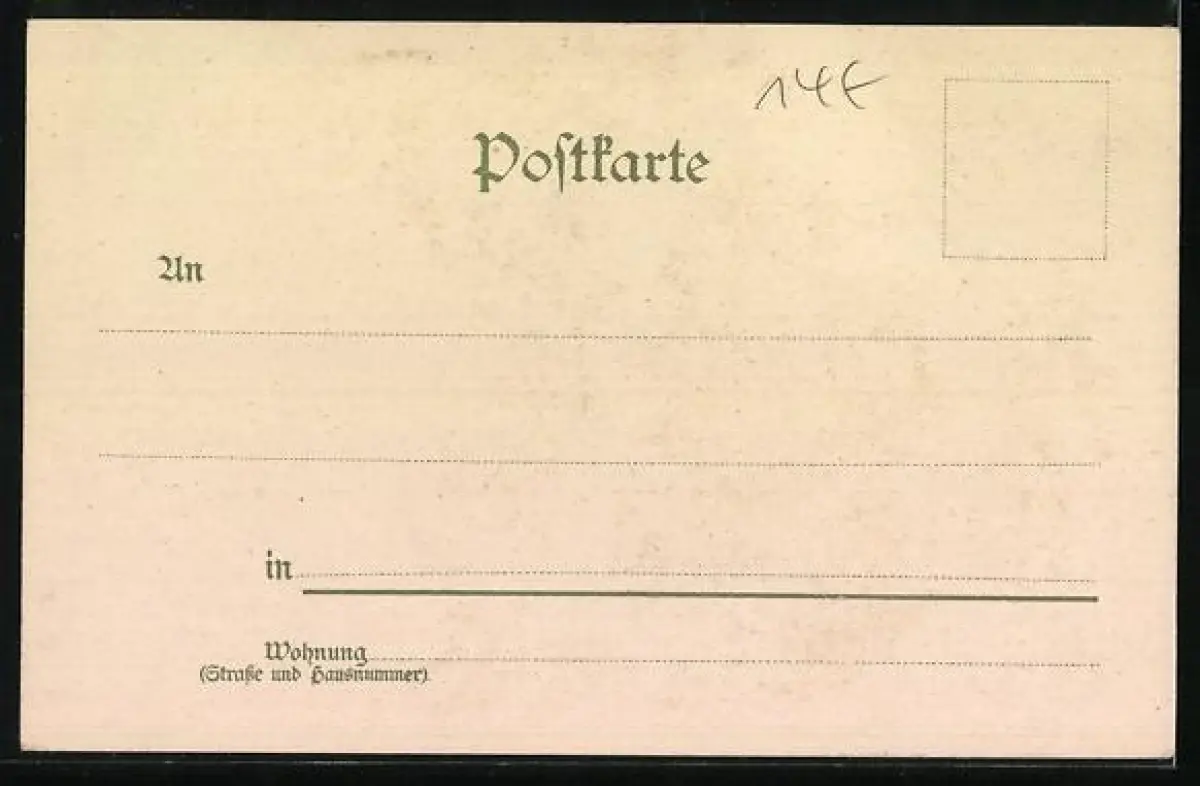 14€
Postkarte
An
in
Wohnung
(Straße und Hausnummer)